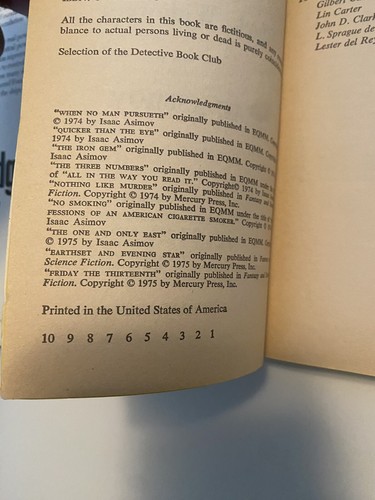 All the characters in this book are fictitious, and any
blance to actual persons living or dead is purely
Selection of the Detective Book Club
Acknowledgments
"WHEN NO MAN PURSUETH" originally published in EQMM,
© 1974 by Isaac Asimov
"QUICKER THAN THE EYE" originally published in EQMM.
1974 by Isaac Asimov
"THE IRON GEM" originally published in EQMM. Copyright ©
Isaac Asimov
"THE THREE NUMBERS" originally published in EQMM under
of "ALL IN THE WAY YOU READ IT." Copyright© 1974 by
"NOTHING LIKE MURDER" originally published in Fantasy and
Fiction. Copyright © 1974 by Mercury Press, Inc.
"NO SMOKING" originally published in EQMM under the title
FESSIONS OF AN AMERICAN CIGARETTE SMOKER." Copyright ©
Isaac Asimov
"THE ONE AND ONLY EAST" originally published in EQMM.
© 1975 by Isaac Asimov
"EARTHSET AND EVENING STAR" originally published in
Science Fiction. Copyright © 1975 by Mercury Press, Inc.
"FRIDAY THE THIRTEENTH" originally published in Fantasy and
Fiction. Copyright © 1975 by Mercury Press, Inc.
Printed in the United States of America
10 9 8 7 6 5 4 3 2 1
Gilbert
Lin Carter
John D. Clark
L. Sprague de
Lester del Rey